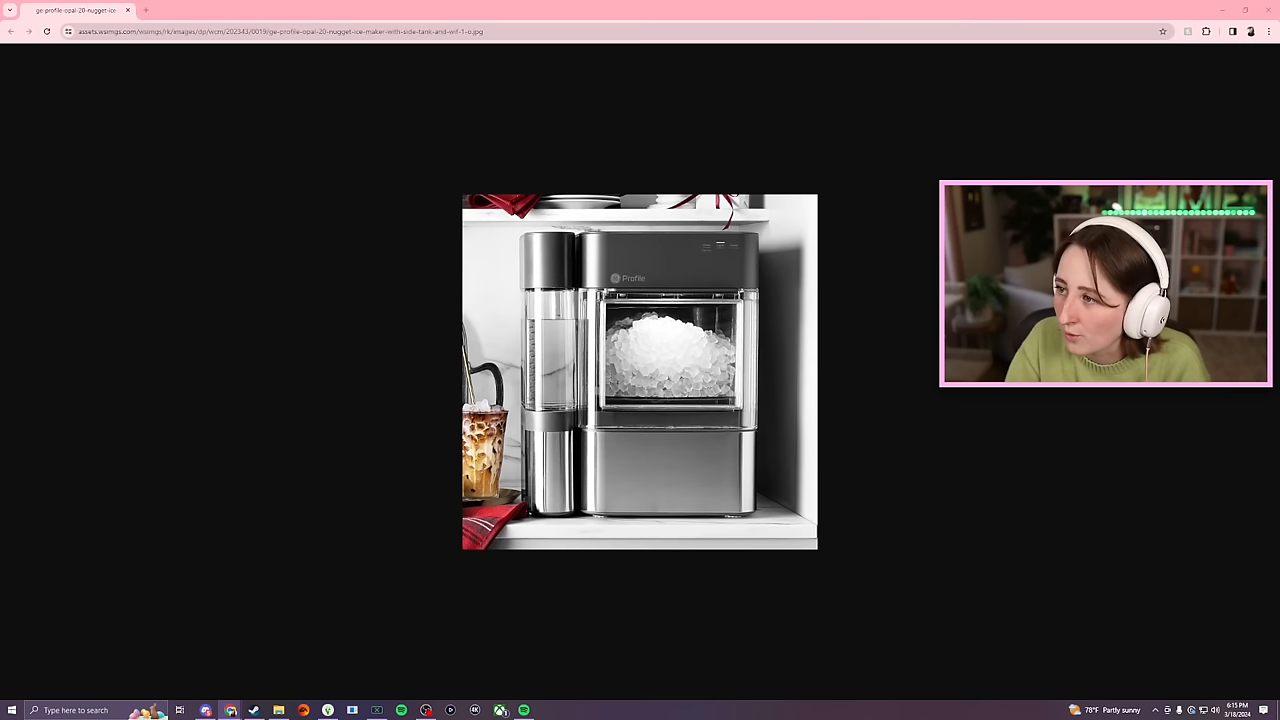 ge-profile-opal-20-nugget-ice-
assets.wsimgs.com/wsimgs/rk/images/dp/wcm/202343/0019/ge-profile-opal-20-nugget-ice-maker-with-side-tank-and-wif-1-o.jpg
Profile
Type here to search
78°F Partly sunny
6:15 PM
3/18/2024